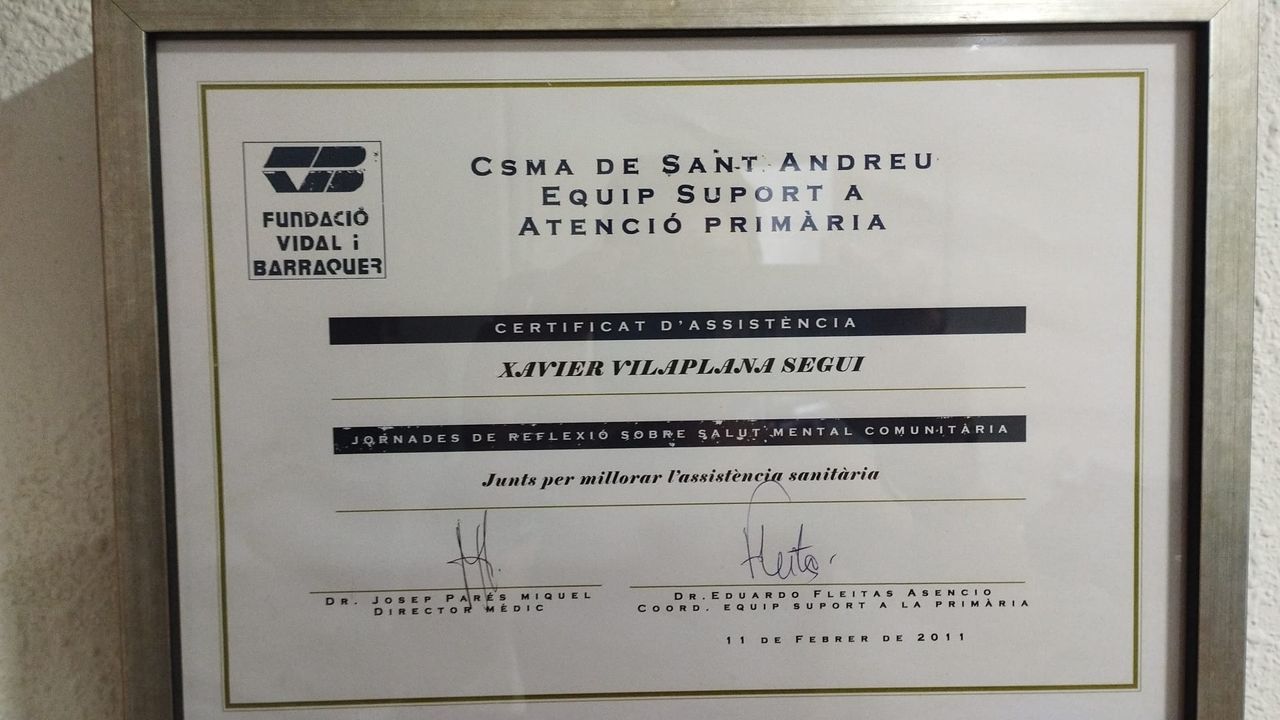 FUNDACIÓ
VIDAL i
BARRAQUER
CSMA DE SANT ANDREU
EQUIP SUPORT A
ATENCIÓ PRIMÀRIA
CERTIFICAT D'ASSISTÈNCIA
XAVIER VILAPLANA SEGUI
JORNADES DE REFLEXIÓ SOBRE SALUT MENTAL COMUNITÀRIA
Junts per millorar l'assistència sanitària
Fleitas
DR. JOSEP PARÉS MIQUEL
DIRECTOR MÈDIC
DR. EDUARDO FLEITAS ASENCIO
COORD. EQUIP SUPORT A LA PRIMÀRIA
11 DE FEBRER DE 2011